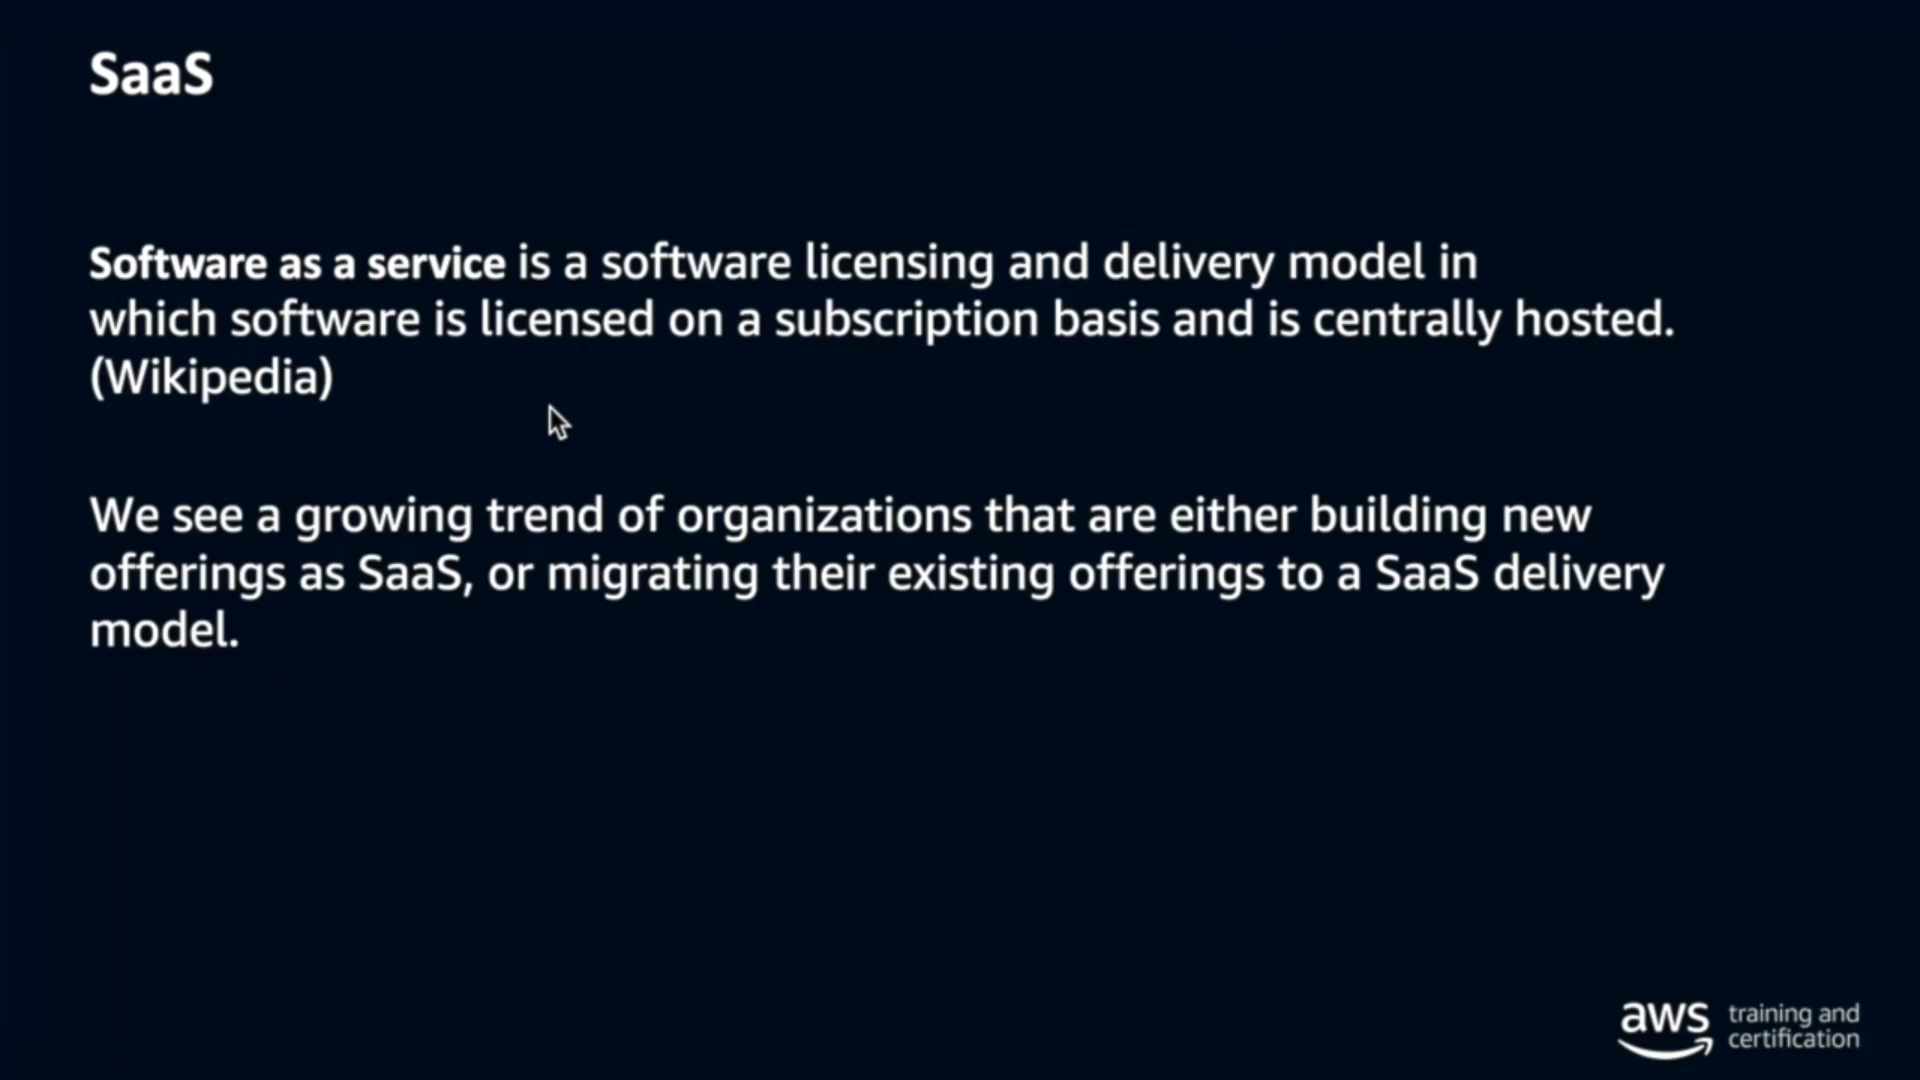 SaaS
Software as a service is a software licensing and delivery model in
which software is licensed on a subscription basis and is centrally hosted.
(Wikipedia)
We see a growing trend of organizations that are either building new
offerings as SaaS, or migrating their existing offerings to a SaaS delivery
model.
aws training and
certification